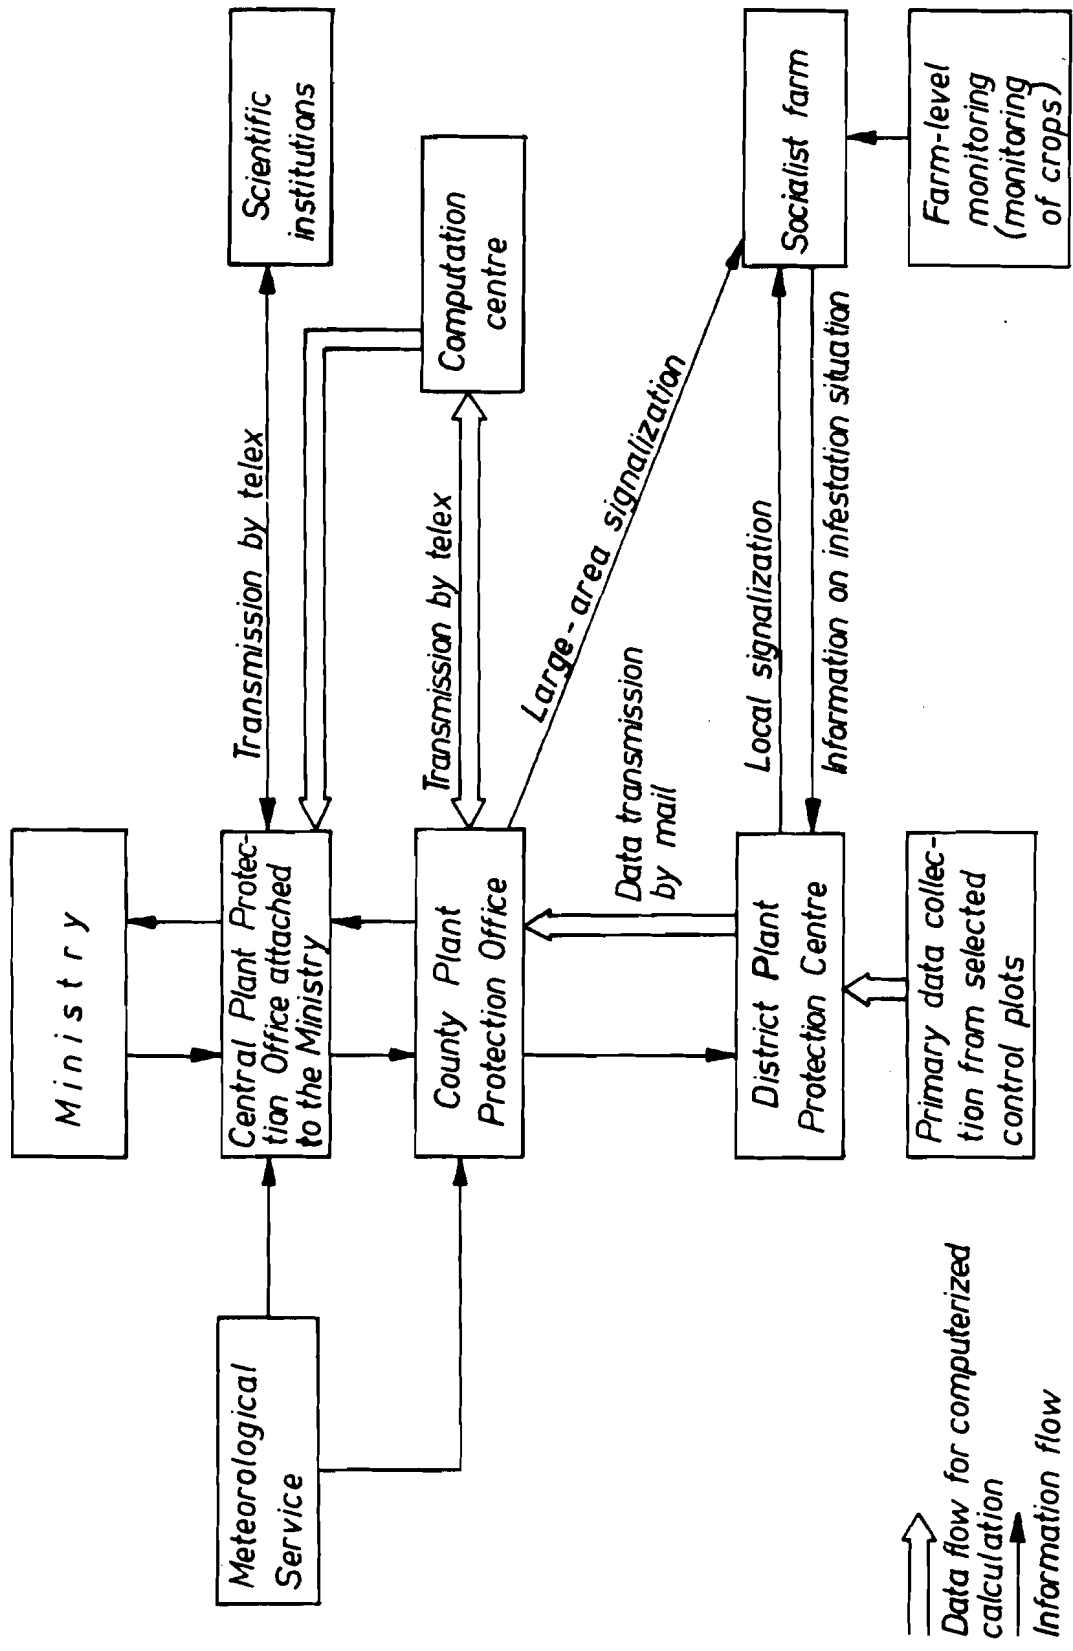 Ministry
Scientific
institutions
Transmission by telex
Central Plant Protec-
tion Office attached
to the Ministry
Meteorological
Service
Computation
centre
Transmission by telex
County Plant
Protection Office
Large-area signalization
Data transmission
by mail
Socialist farm
Local signalization
Information on infestation situation
District Plant
Protection Centre
Farm-level
monitoring
(monitoring
of crops)
Primary data collec-
tion from selected
control plots
Data flow for computerized
calculation
Information flow